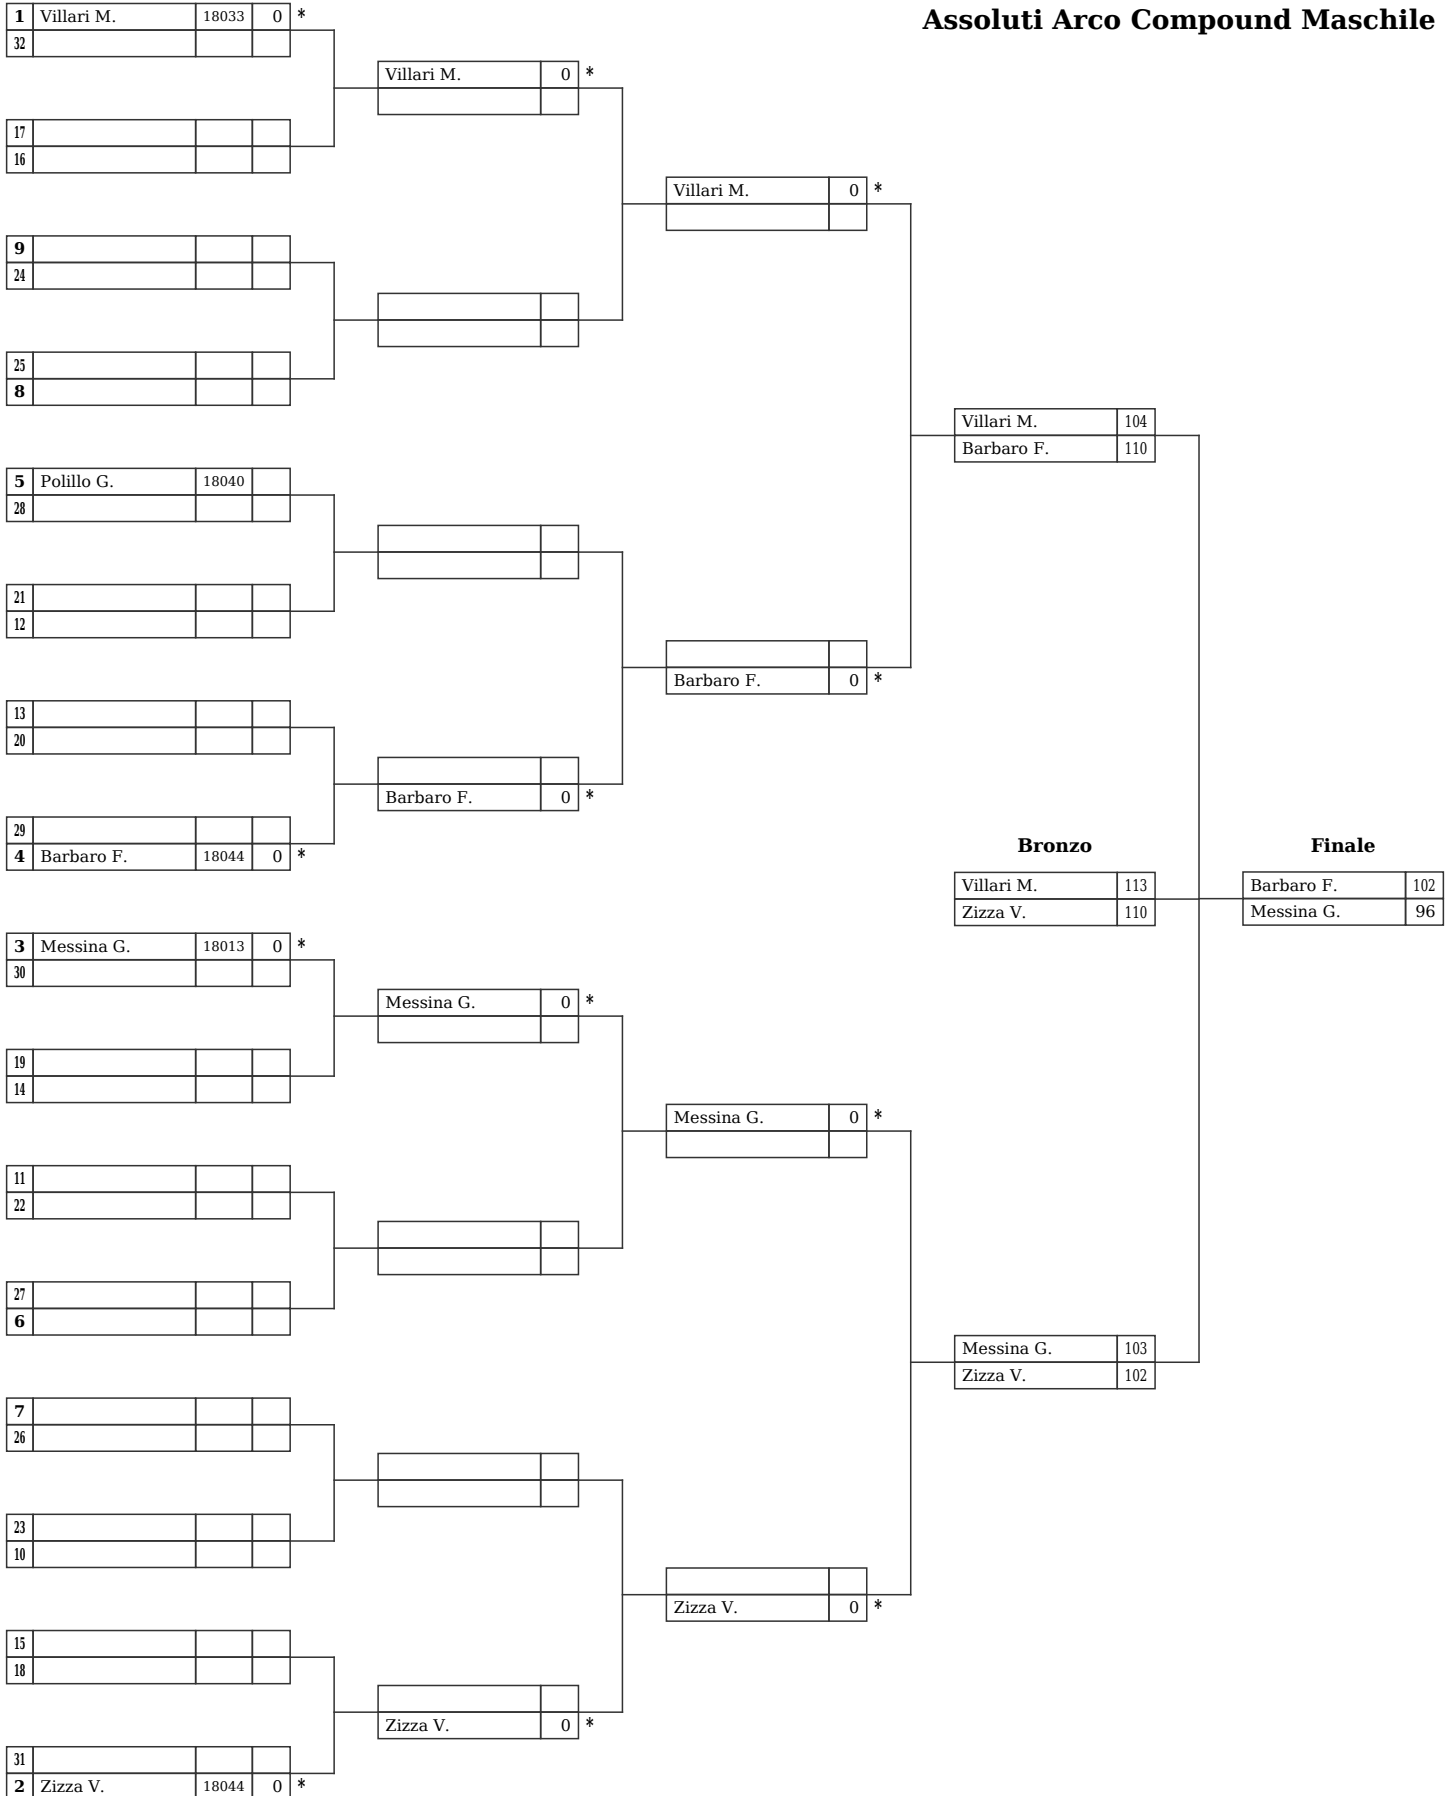 Assoluti Arco Compound Maschile
1 Villari M. 18033 0 *
32
Villari M. 0 *
17
16
Villari M. 0 *
9
24
25
8
Villari M. 104
Barbaro F. 110
5 Polillo G. 18040
28
21
12
Barbaro F. 0 *
13
20
Barbaro F. 0 *
29
4 Barbaro F. 18044 0 *
Bronzo Finale
Villari M. 113 Barbaro F. 102
Zizza V. 110 Messina G. 96
3 Messina G. 18013 0 *
30
Messina G. 0 *
19
14
Messina G. 0 *
11
22
27
6
Messina G. 103
Zizza V. 102
7
26
23
10
Zizza V. 0 *
15
18
Zizza V. 0 *
31
2 Zizza V. 18044 0 *